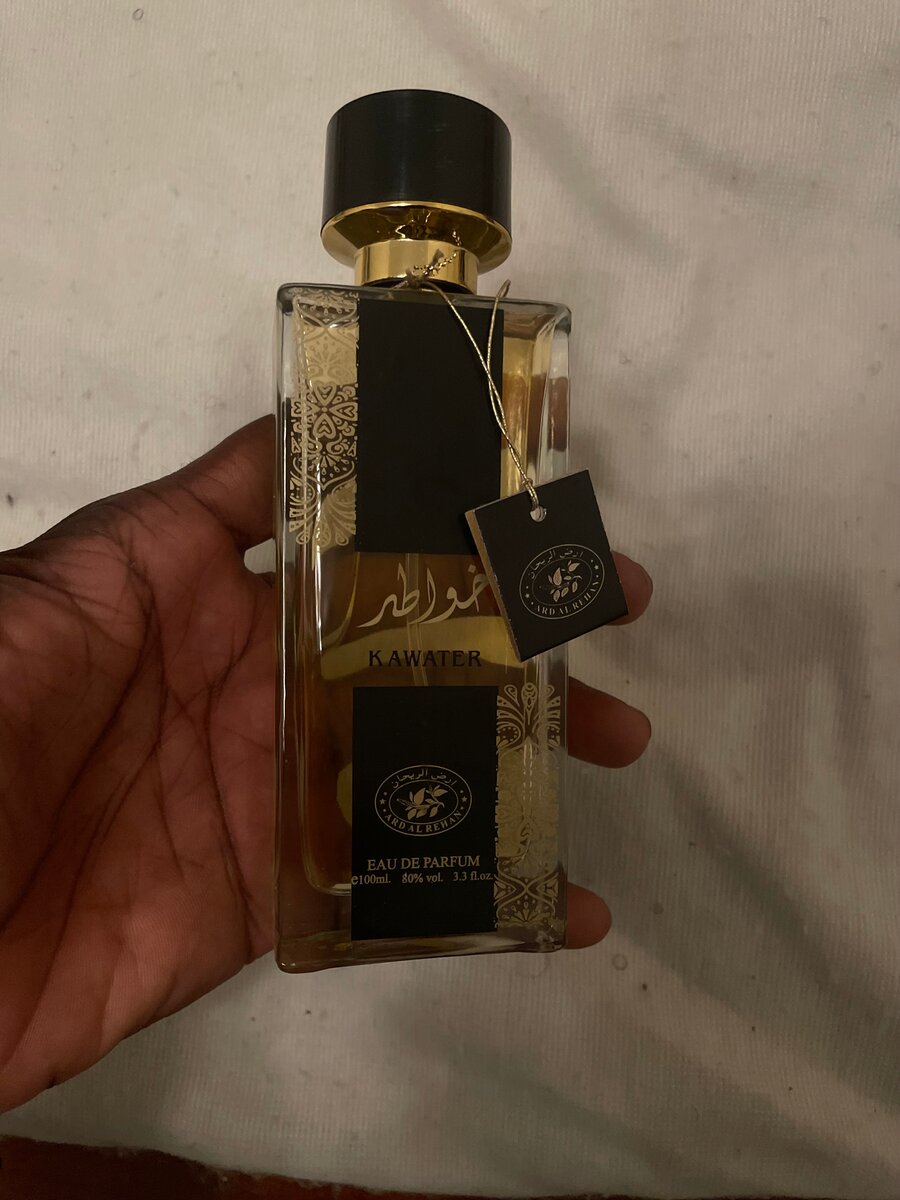 ارض الريحان
ARD AL REHAN
خواطر
KAWATER
ارض الريحان
ARD AL REHAN
EAU DE PARFUM
e100ml. 80% vol. 3.3 fl.oz.